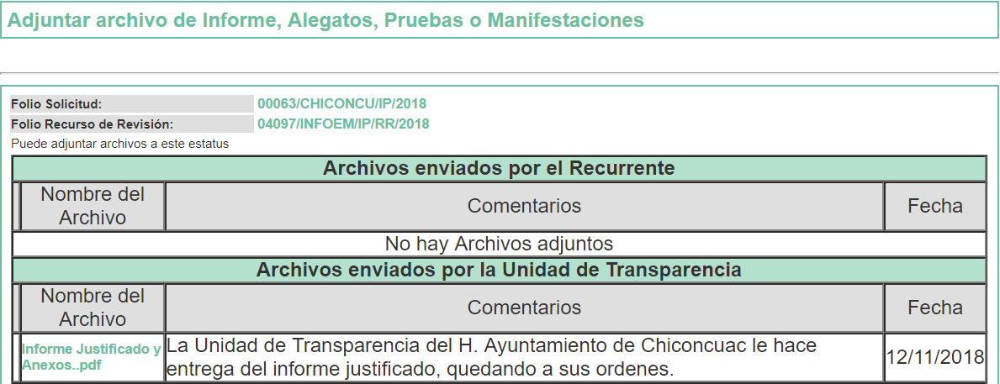 Adjuntar archivo de Informe, Alegatos, Pruebas o Manifestaciones
Folio Solicitud: 00063/CHICONCU/IP/2018
Folio Recurso de Revisión: 04097/INFOEM/IP/RR/2018
Puede adjuntar archivos a este estatus
Archivos enviados por el Recurrente
Nombre del
Archivo
Comentarios
Fecha
No hay Archivos adjuntos
Archivos enviados por la Unidad de Transparencia
Nombre del
Archivo
Comentarios
Fecha
Informe Justificado y
Anexos..pdf
La Unidad de Transparencia del H. Ayuntamiento de Chiconcuac le hace
entrega del informe justificado, quedando a sus ordenes.
12/11/2018